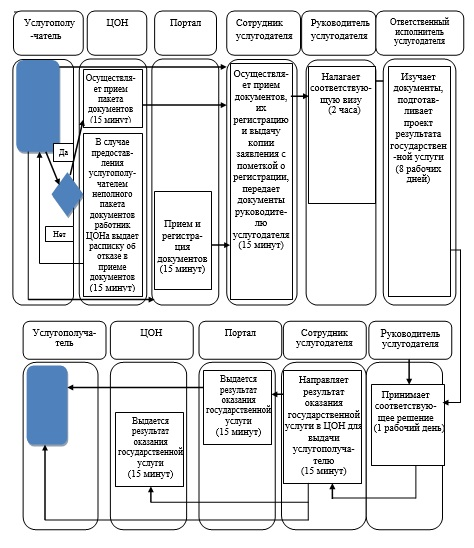 Услугополу
-чатель
ЦОН
Портал
Сотрудник
услугодателя
Руководитель
услугодателя
Ответственный
исполнитель
услугодателя
Осуществля-
ет прием
пакета
документов
(15 минут)
Да
Нет
В случае
предостав-
ления
услугополу-
чателем
неполного
пакета
документов
работник
ЦОНа выдает
расписку об
отказе в
приеме
документов
(15 минут)
Прием и
регистра-
ция
документов
(15 минут)
Осуществля-
ет прием
документов,
их
регистрацию
и выдачу
копии
заявления с
пометкой о
регистрации,
передает
документы
руководите-
лю
услугодателя
(15 минут)
Налагает
соответству-
ющую визу
(2 часа)
Изучает
документы,
подготав-
ливает
проект
результата
государствен
-ной услуги
(8 рабочих
дней)
Услугополуча-
тель
ЦОН
Портал
Сотрудник
услугодателя
Руководитель
услугодателя
Выдается
результат
оказания
государственной
услуги
(15 минут)
Выдается
результат
оказания
государственной
услуги
(15 минут)
Направляет
результат
оказания
государственной
услуги в ЦОН для
выдачи
услугополуча-
телю
(15 минут)
Принимает
соответствую-
щее решение
(1 рабочий день)